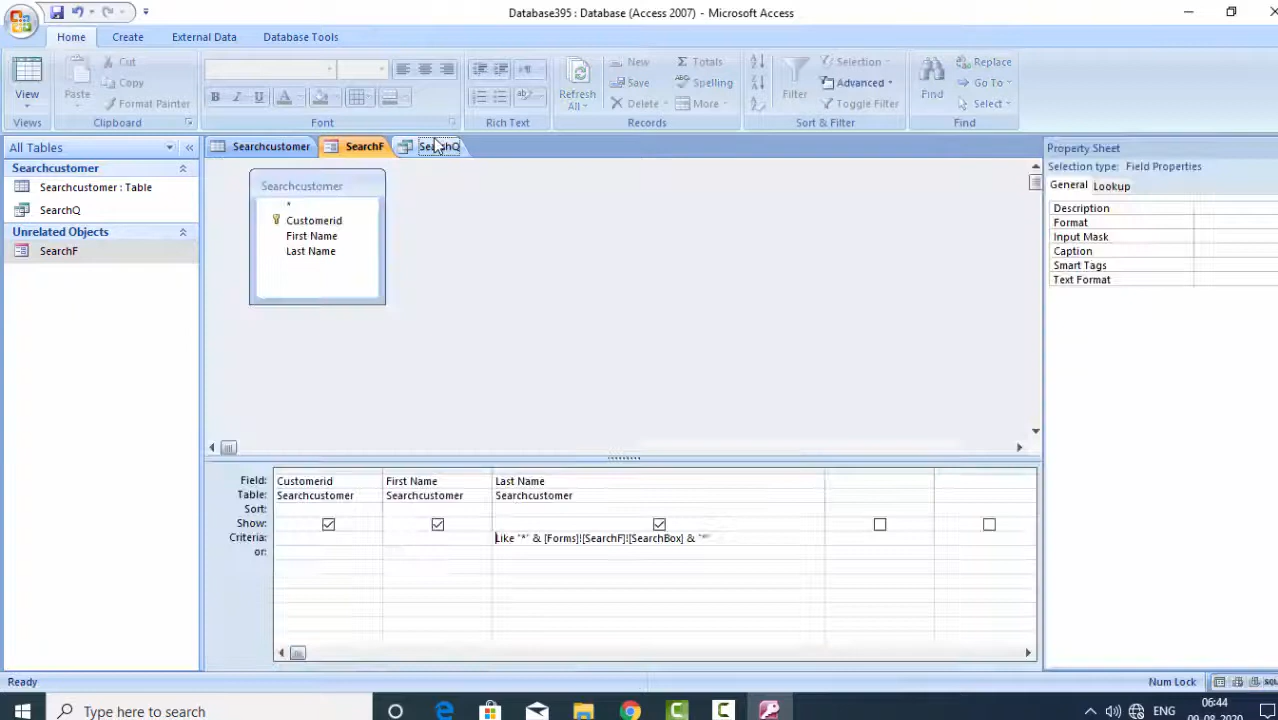 Database395 : Database (Access 2007) - Microsoft Access
Home Create External Data Database Tools
View
Views
Paste
Cut
Copy
Format Painter
Clipboard
B I U A
Font
Rich Text
Refresh All
New
Save
Delete
Totals
Spelling
More
Records
Filter
Selection
Advanced
Toggle Filter
Sort & Filter
Find
Replace
Go To
Select
Find
All Tables
Searchcustomer
Searchcustomer : Table
SearchQ
Unrelated Objects
SearchF
Searchcustomer SearchF SearchQ
Searchcustomer
*
Customerid
First Name
Last Name
Field: Customerid First Name Last Name
Table: Searchcustomer Searchcustomer Searchcustomer
Sort:
Show:
Criteria: Like "*" & [Forms]![SearchF]![SearchBox] & "*"
or:
Property Sheet
Selection type: Field Properties
General Lookup
Description
Format
Input Mask
Caption
Smart Tags
Text Format
Ready Num Lock SQL
Type here to search
ENG
06:44
09-08-2020